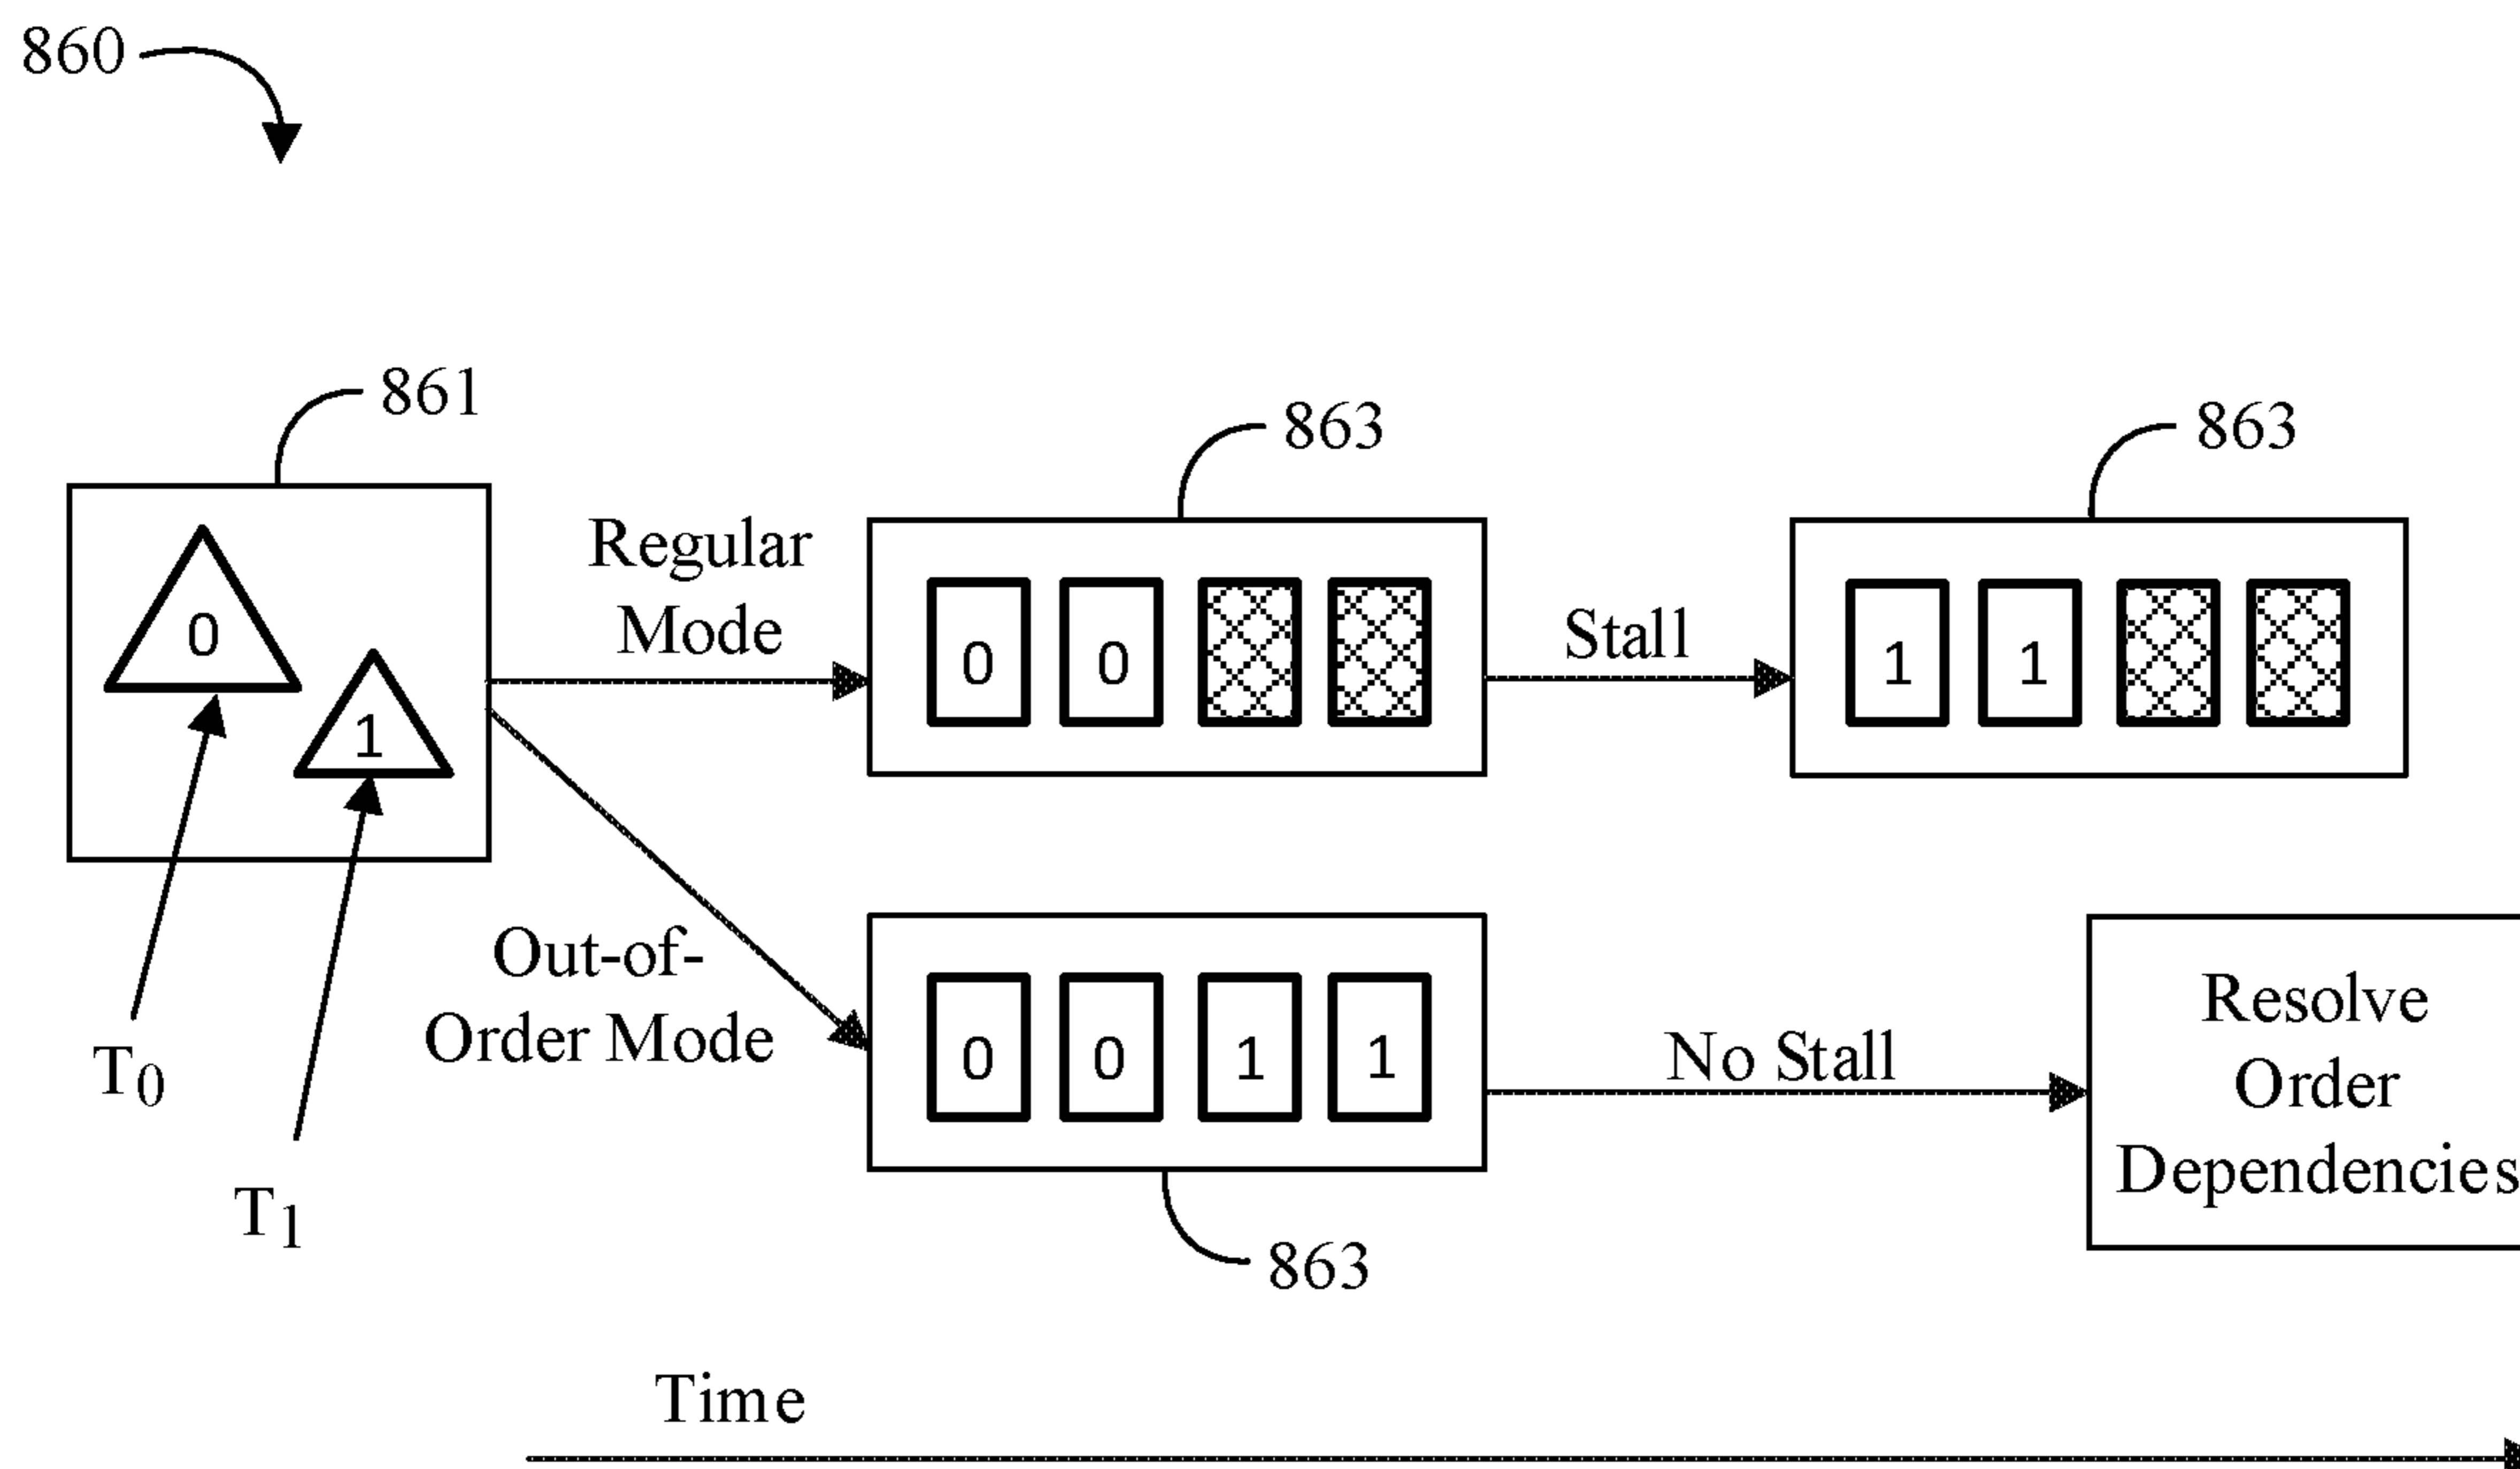 860
861
863
863
Regular
Mode
0
1
0 0
Stall
1 1
Out-of-
Order Mode
0 0 1 1
No Stall
Resolve
Order
Dependencies
T0
T1
863
Time